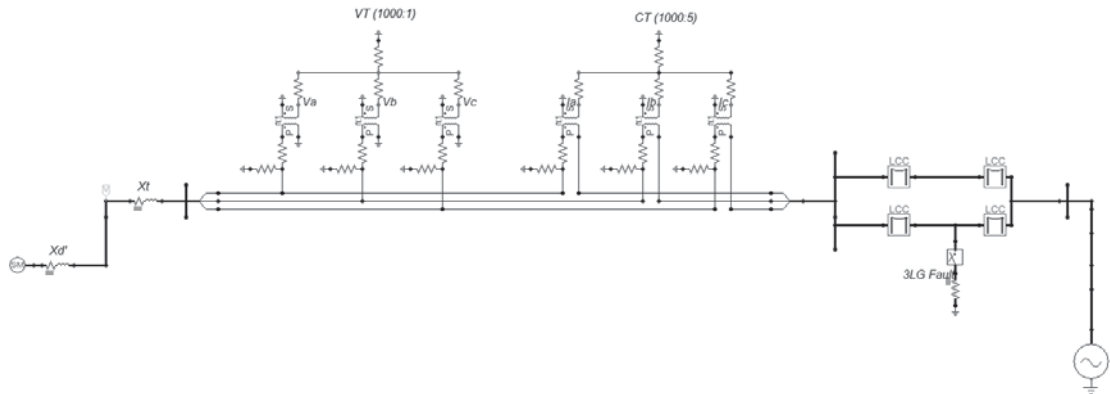 VT (1000:1)
CT (1000:5)
Va
Vb
Vc
Ia
Ib
Ic
S
S
S
S
S
S
P
P
P
P
P
P
LCC
LCC
Xt
LCC
LCC
Xd'
SM
3LG Fault